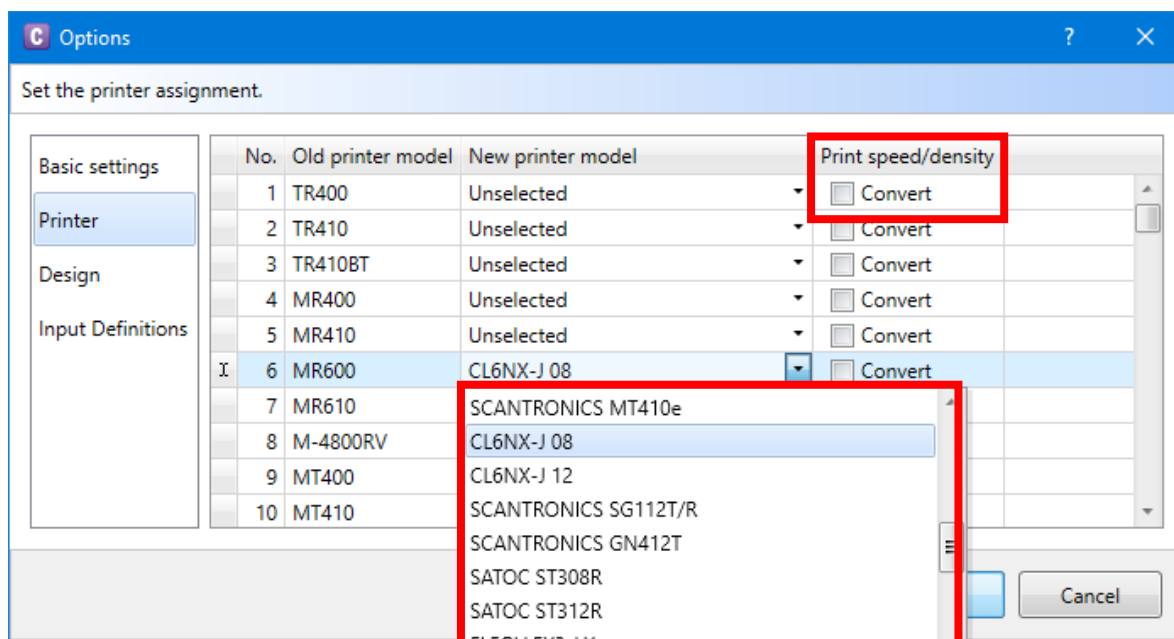 C Options ?
Set the printer assignment.
Basic settings
Printer
Design
Input Definitions
No. Old printer model New printer model Print speed/density
1 TR400 Unselected Convert
2 TR410 Unselected Convert
3 TR410BT Unselected Convert
4 MR400 Unselected Convert
5 MR410 Unselected Convert
6 MR600 CL6NX-J 08 Convert
7 MR610
8 M-4800RV
9 MT400
10 MT410
SCANTRONICS MT410e
CL6NX-J 08
CL6NX-J 12
SCANTRONICS SG112T/R
SCANTRONICS GN412T
SATOC ST308R
SATOC ST312R
Cancel